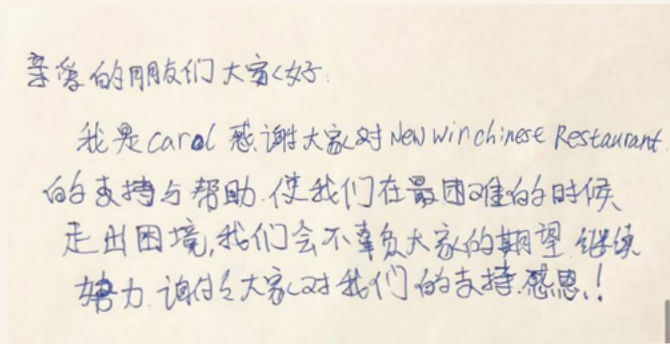 亲爱的朋友们大家好:
我是carol 感谢大家对New win chinese Restaurant.
的支持与帮助.使我们在最困难的时候
走出困境,我们会不辜负大家的期望.继续
努力.谢谢大家对我们的支持.感恩.!